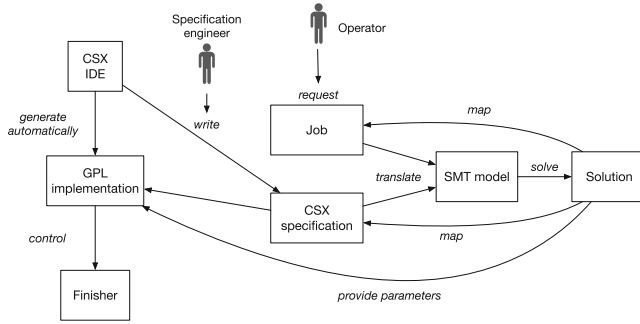 Specification
engineer
Operator
CSX
IDE
generate
automatically
write
request
Job
map
GPL
implementation
translate
SMT model
solve
Solution
CSX
specification
map
control
Finisher
provide parameters